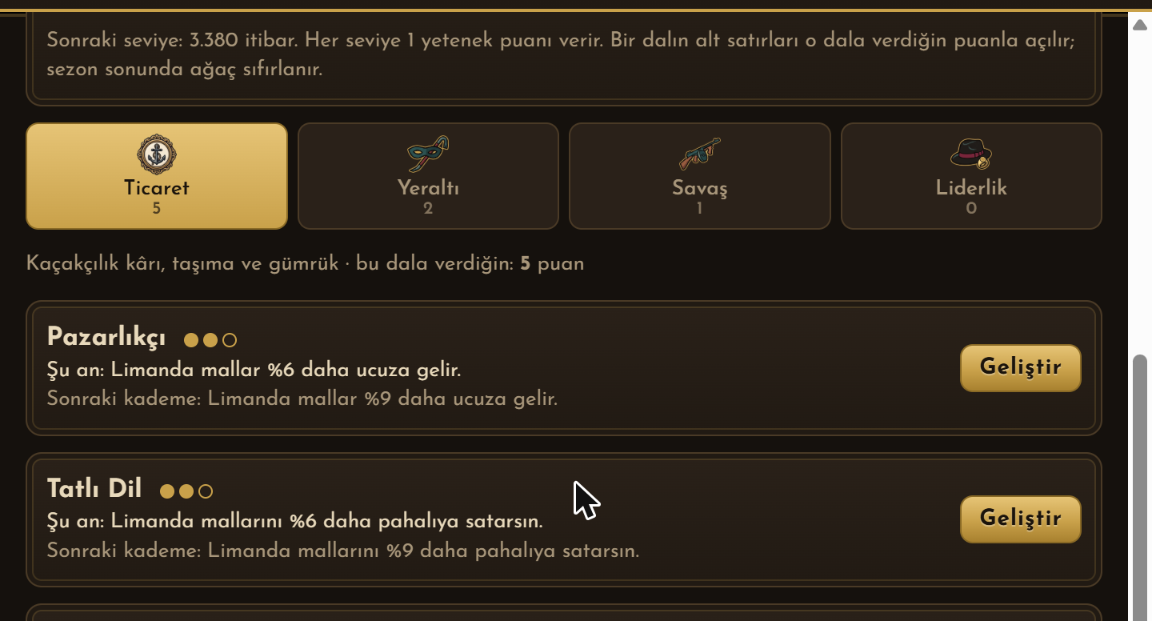 Sonraki seviye: 3.380 itibar. Her seviye 1 yetenek puanı verir. Bir dalın alt satırları o dala verdiğin puanla açılır;
sezon sonunda ağaç sıfırlanır.
Ticaret
5
Yeraltı
2
Savaş
1
Liderlik
0
Kaçakçılık kârı, taşıma ve gümrük · bu dala verdiğin: 5 puan
Pazarlıkçı
Şu an: Limanda mallar %6 daha ucuza gelir.
Sonraki kademe: Limanda mallar %9 daha ucuza gelir.
Geliştir
Tatlı Dil
Şu an: Limanda mallarını %6 daha pahalıya satarsın.
Sonraki kademe: Limanda mallarını %9 daha pahalıya satarsın.
Geliştir